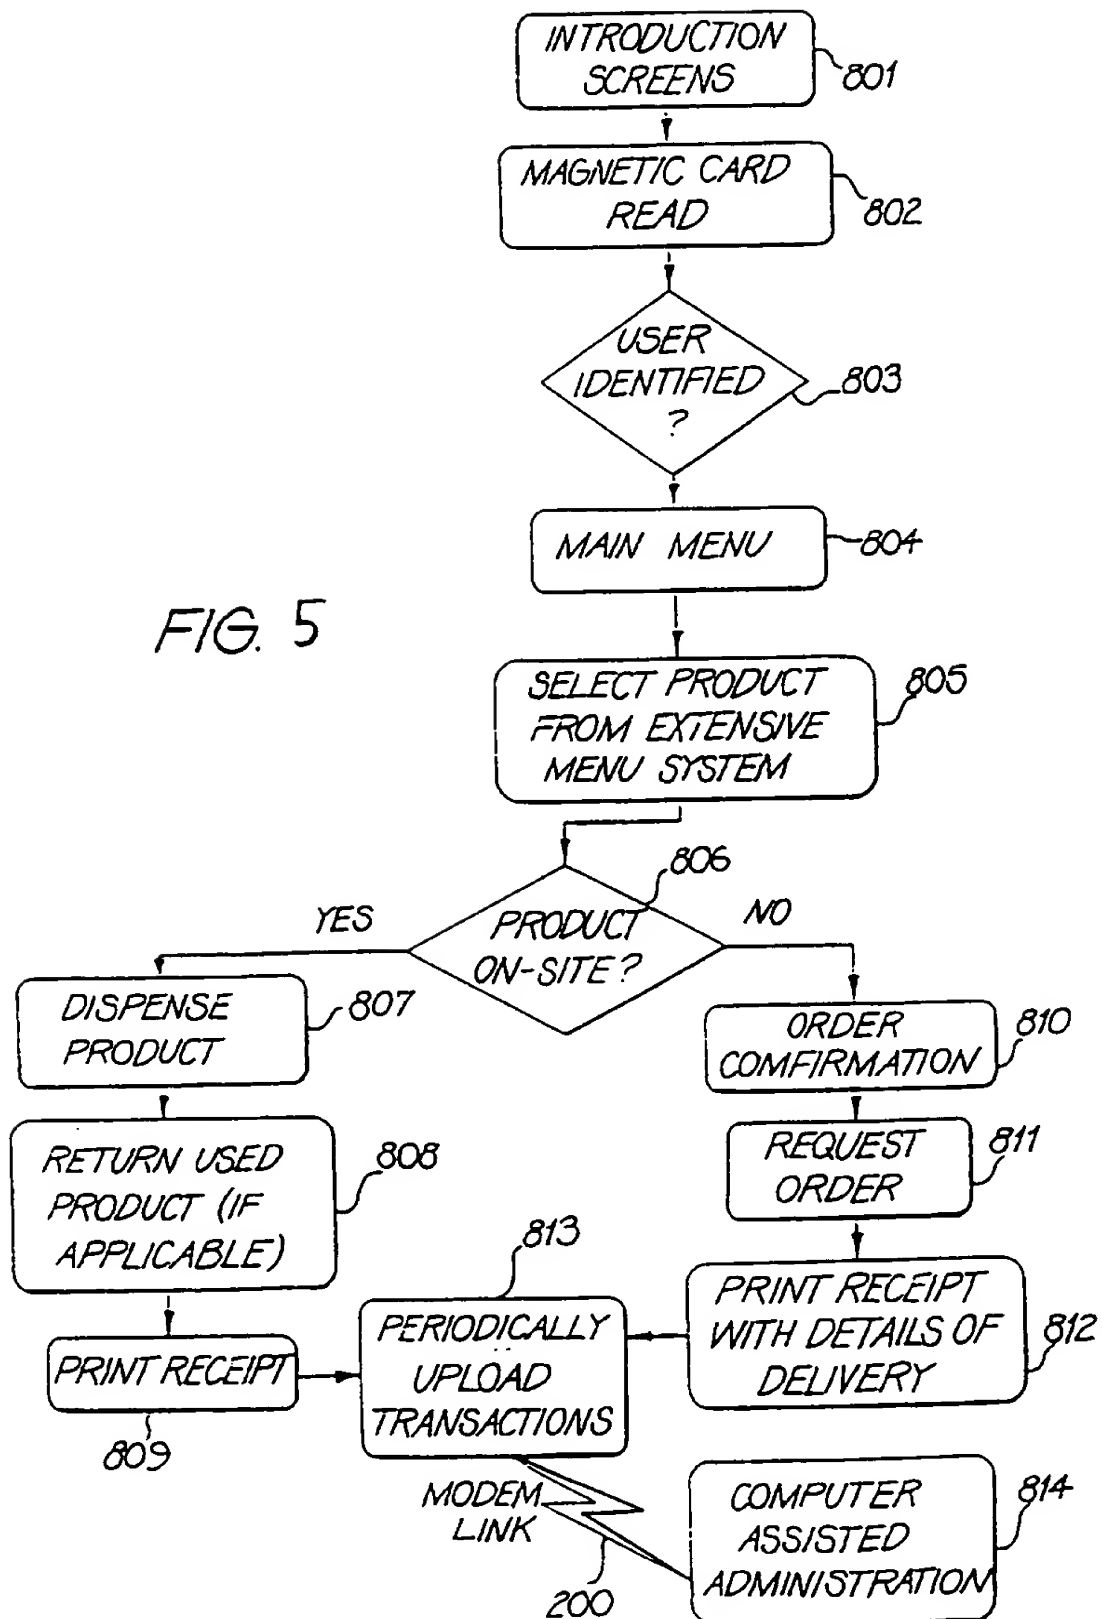 INTRODUCTION
SCREENS
801
MAGNETIC CARD
READ
802
USER
IDENTIFIED
?
803
MAIN MENU
804
FIG. 5
SELECT PRODUCT
FROM EXTENSIVE
MENU SYSTEM
805
806
PRODUCT
ON-SITE?
YES
NO
DISPENSE
PRODUCT
807
ORDER
COMFIRMATION
810
RETURN USED
PRODUCT (IF
APPLICABLE)
808
REQUEST
ORDER
811
PRINT RECEIPT
809
813
PERIODICALLY
UPLOAD
TRANSACTIONS
PRINT RECEIPT
WITH DETAILS OF
DELIVERY
812
MODEM
LINK
200
COMPUTER
ASSISTED
ADMINISTRATION
814